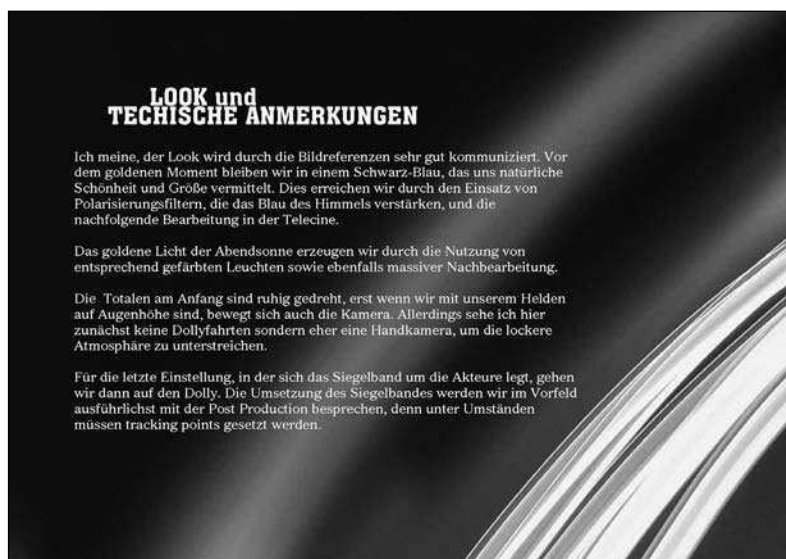 LOOK und
TECHISCHE ANMERKUNGEN
Ich meine, der Look wird durch die Bildreferenzen sehr gut kommuniziert. Vor
dem goldenen Moment bleiben wir in einem Schwarz-Blau, das uns natürliche
Schönheit und Größe vermittelt. Dies erreichen wir durch den Einsatz von
Polarisierungsfiltern, die das Blau des Himmels verstärken, und die
nachfolgende Bearbeitung in der Telecine.
Das goldene Licht der Abendsonne erzeugen wir durch die Nutzung von
entsprechend gefärbten Leuchten sowie ebenfalls massiver Nachbearbeitung.
Die Totalen am Anfang sind ruhig gedreht, erst wenn wir mit unserem Helden
auf Augenhöhe sind, bewegt sich auch die Kamera. Allerdings sehe ich hier
zunächst keine Dollyfahrten sondern eher eine Handkamera, um die lockere
Atmosphäre zu unterstreichen.
Für die letzte Einstellung, in der sich das Siegelband um die Akteure legt, gehen
wir dann auf den Dolly. Die Umsetzung des Siegelbandes werden wir im Vorfeld
ausführlichst mit der Post Production besprechen, denn unter Umständen
müssen tracking points gesetzt werden.